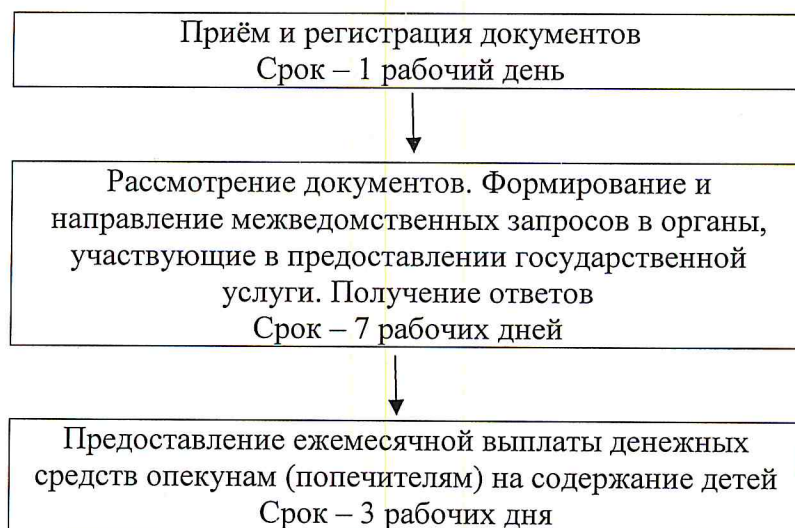 Приём и регистрация документов
Срок – 1 рабочий день
Рассмотрение документов. Формирование и
направление межведомственных запросов в органы,
участвующие в предоставлении государственной
услуги. Получение ответов
Срок – 7 рабочих дней
Предоставление ежемесячной выплаты денежных
средств опекунам (попечителям) на содержание детей
Срок – 3 рабочих дня